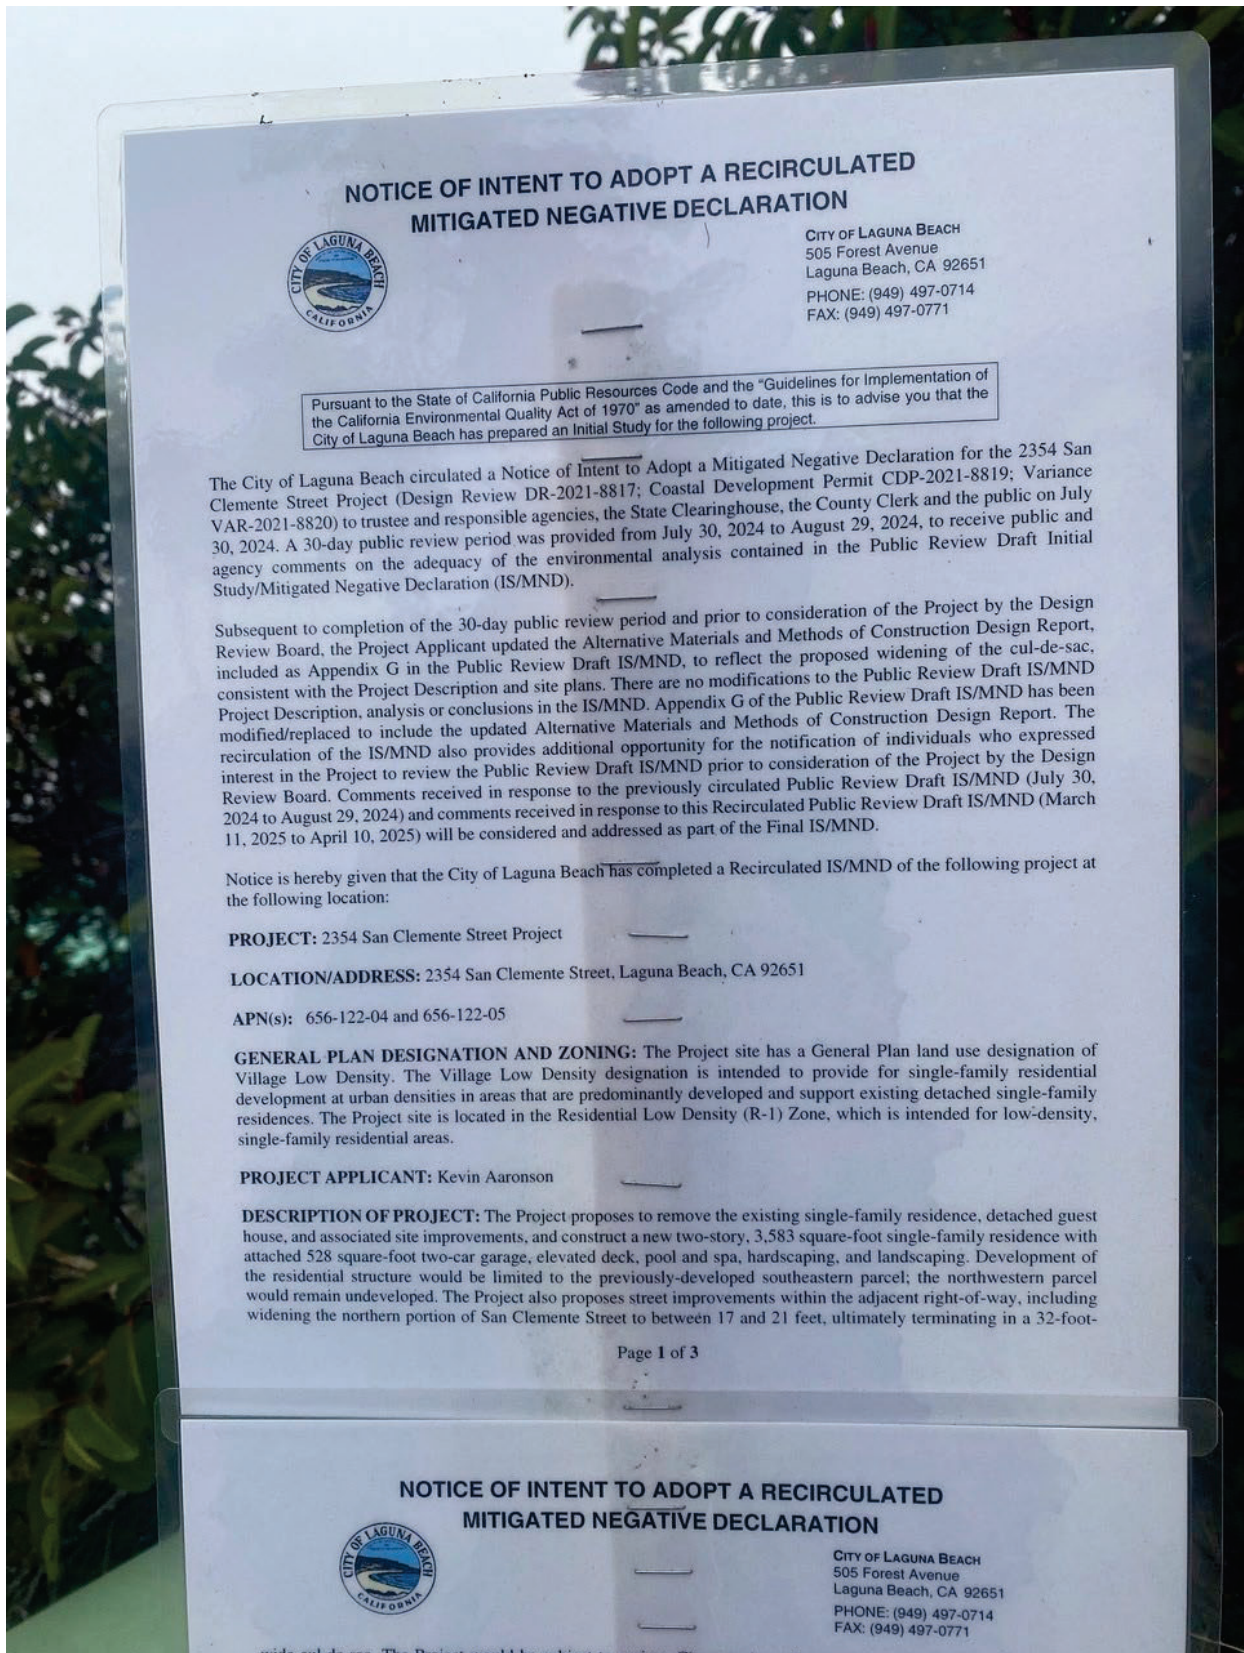 NOTICE OF INTENT TO ADOPT A RECIRCULATED
MITIGATED NEGATIVE DECLARATION
CITY OF LAGUNA BEACH
CALIFORNIA
CITY OF LAGUNA BEACH
505 Forest Avenue
Laguna Beach, CA 92651
PHONE: (949) 497-0714
FAX: (949) 497-0771
Pursuant to the State of California Public Resources Code and the "Guidelines for Implementation of
the California Environmental Quality Act of 1970" as amended to date, this is to advise you that the
City of Laguna Beach has prepared an Initial Study for the following project.
The City of Laguna Beach circulated a Notice of Intent to Adopt a Mitigated Negative Declaration for the 2354 San
Clemente Street Project (Design Review DR-2021-8817; Coastal Development Permit CDP-2021-8819; Variance
VAR-2021-8820) to trustee and responsible agencies, the State Clearinghouse, the County Clerk and the public on July
30, 2024. A 30-day public review period was provided from July 30, 2024 to August 29, 2024, to receive public and
agency comments on the adequacy of the environmental analysis contained in the Public Review Draft Initial
Study/Mitigated Negative Declaration (IS/MND).
Subsequent to completion of the 30-day public review period and prior to consideration of the Project by the Design
Review Board, the Project Applicant updated the Alternative Materials and Methods of Construction Design Report,
included as Appendix G in the Public Review Draft IS/MND, to reflect the proposed widening of the cul-de-sac,
consistent with the Project Description and site plans. There are no modifications to the Public Review Draft IS/MND
Project Description, analysis or conclusions in the IS/MND. Appendix G of the Public Review Draft IS/MND has been
modified/replaced to include the updated Alternative Materials and Methods of Construction Design Report. The
recirculation of the IS/MND also provides additional opportunity for the notification of individuals who expressed
interest in the Project to review the Public Review Draft IS/MND prior to consideration of the Project by the Design
Review Board. Comments received in response to the previously circulated Public Review Draft IS/MND (July 30,
2024 to August 29, 2024) and comments received in response to this Recirculated Public Review Draft IS/MND (March
11, 2025 to April 10, 2025) will be considered and addressed as part of the Final IS/MND.
Notice is hereby given that the City of Laguna Beach has completed a Recirculated IS/MND of the following project at
the following location:
PROJECT: 2354 San Clemente Street Project
LOCATION/ADDRESS: 2354 San Clemente Street, Laguna Beach, CA 92651
APN(s): 656-122-04 and 656-122-05
GENERAL PLAN DESIGNATION AND ZONING: The Project site has a General Plan land use designation of
Village Low Density. The Village Low Density designation is intended to provide for single-family residential
development at urban densities in areas that are predominantly developed and support existing detached single-family
residences. The Project site is located in the Residential Low Density (R-1) Zone, which is intended for low-density,
single-family residential areas.
PROJECT APPLICANT: Kevin Aaronson
DESCRIPTION OF PROJECT: The Project proposes to remove the existing single-family residence, detached guest
house, and associated site improvements, and construct a new two-story, 3,583 square-foot single-family residence with
attached 528 square-foot two-car garage, elevated deck, pool and spa, hardscaping, and landscaping. Development of
the residential structure would be limited to the previously-developed southeastern parcel; the northwestern parcel
would remain undeveloped. The Project also proposes street improvements within the adjacent right-of-way, including
widening the northern portion of San Clemente Street to between 17 and 21 feet, ultimately terminating in a 32-foot-
Page 1 of 3
NOTICE OF INTENT TO ADOPT A RECIRCULATED
MITIGATED NEGATIVE DECLARATION
CITY OF LAGUNA BEACH
CALIFORNIA
CITY OF LAGUNA BEACH
505 Forest Avenue
Laguna Beach, CA 92651
PHONE: (949) 497-0714
FAX: (949) 497-0771